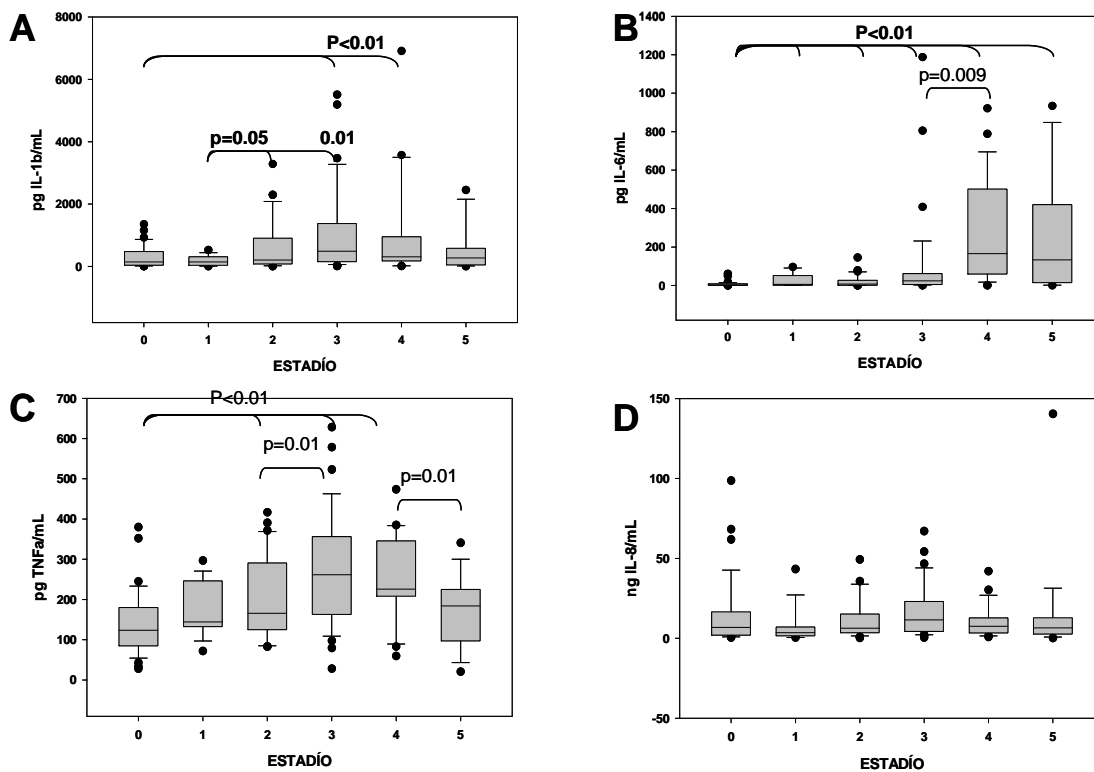 A
8000
6000
4000
2000
0
pg IL-1b/mL
P<0.01
p=0.05 0.01
0 1 2 3 4 5
ESTADÍO
B
1400
1200
1000
800
600
400
200
0
pg IL-6/mL
P<0.01
p=0.009
0 1 2 3 4 5
ESTADÍO
C
700
600
500
400
300
200
100
0
pg TNFa/mL
P<0.01
p=0.01
p=0.01
0 1 2 3 4 5
ESTADÍO
D
150
100
50
0
-50
ng IL-8/mL
0 1 2 3 4 5
ESTADÍO